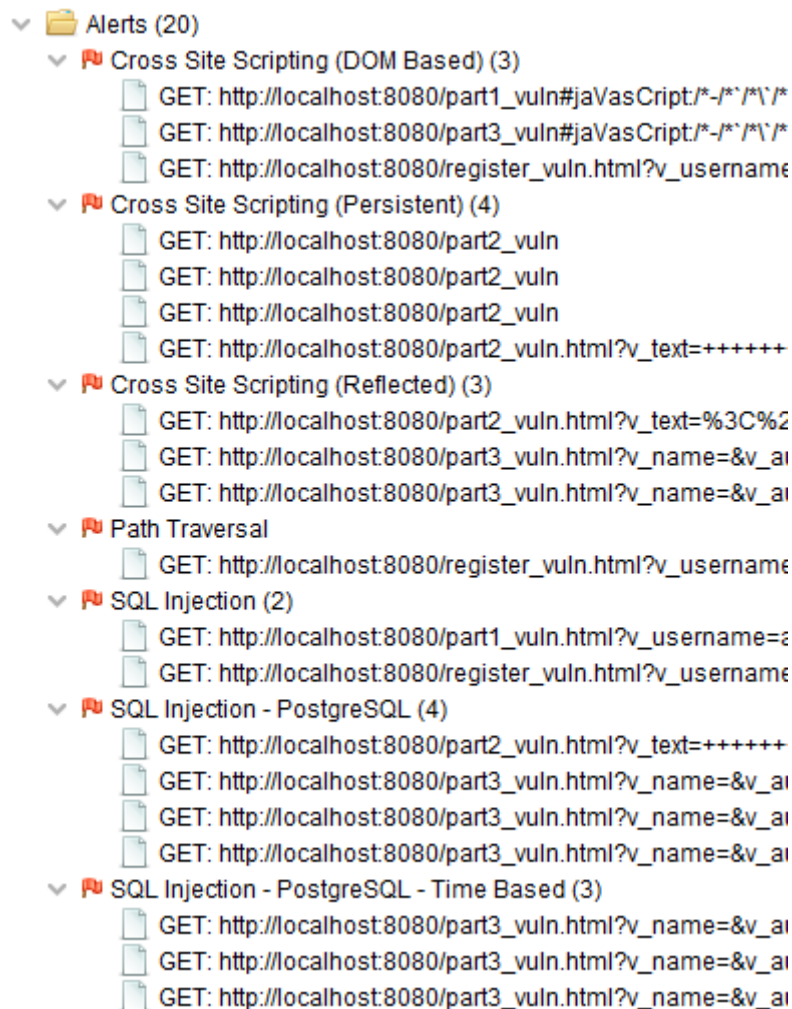 Alerts (20)
Cross Site Scripting (DOM Based) (3)
GET: http://localhost:8080/part1_vuln#jaVasCript:/*-/*`/*\`/*
GET: http://localhost:8080/part3_vuln#jaVasCript:/*-/*`/*\`/*
GET: http://localhost:8080/register_vuln.html?v_username
Cross Site Scripting (Persistent) (4)
GET: http://localhost:8080/part2_vuln
GET: http://localhost:8080/part2_vuln
GET: http://localhost:8080/part2_vuln
GET: http://localhost:8080/part2_vuln.html?v_text=++++++
Cross Site Scripting (Reflected) (3)
GET: http://localhost:8080/part2_vuln.html?v_text=%3C%2
GET: http://localhost:8080/part3_vuln.html?v_name=&v_au
GET: http://localhost:8080/part3_vuln.html?v_name=&v_au
Path Traversal
GET: http://localhost:8080/register_vuln.html?v_username
SQL Injection (2)
GET: http://localhost:8080/part1_vuln.html?v_username=a
GET: http://localhost:8080/register_vuln.html?v_username
SQL Injection - PostgreSQL (4)
GET: http://localhost:8080/part2_vuln.html?v_text=++++++
GET: http://localhost:8080/part3_vuln.html?v_name=&v_au
GET: http://localhost:8080/part3_vuln.html?v_name=&v_au
GET: http://localhost:8080/part3_vuln.html?v_name=&v_au
SQL Injection - PostgreSQL - Time Based (3)
GET: http://localhost:8080/part3_vuln.html?v_name=&v_au
GET: http://localhost:8080/part3_vuln.html?v_name=&v_au
GET: http://localhost:8080/part3_vuln.html?v_name=&v_au